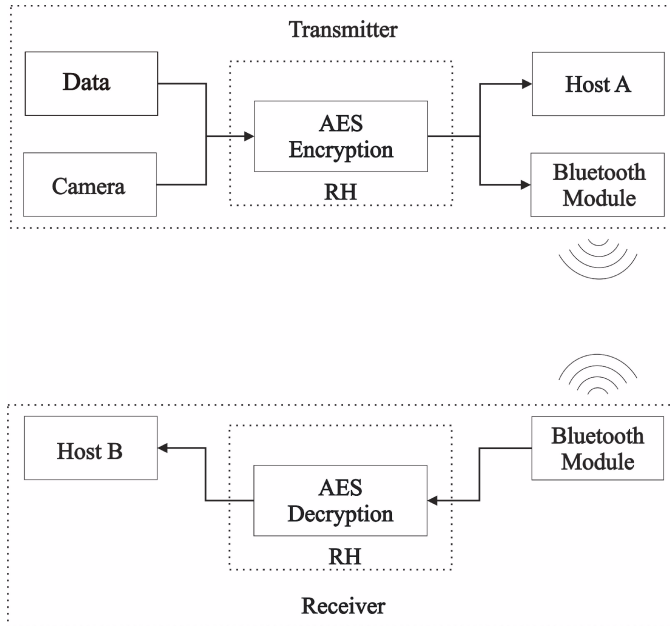 Transmitter
Data
Camera
AES
Encryption
RH
Host A
Bluetooth
Module
Host B
AES
Decryption
RH
Bluetooth
Module
Receiver